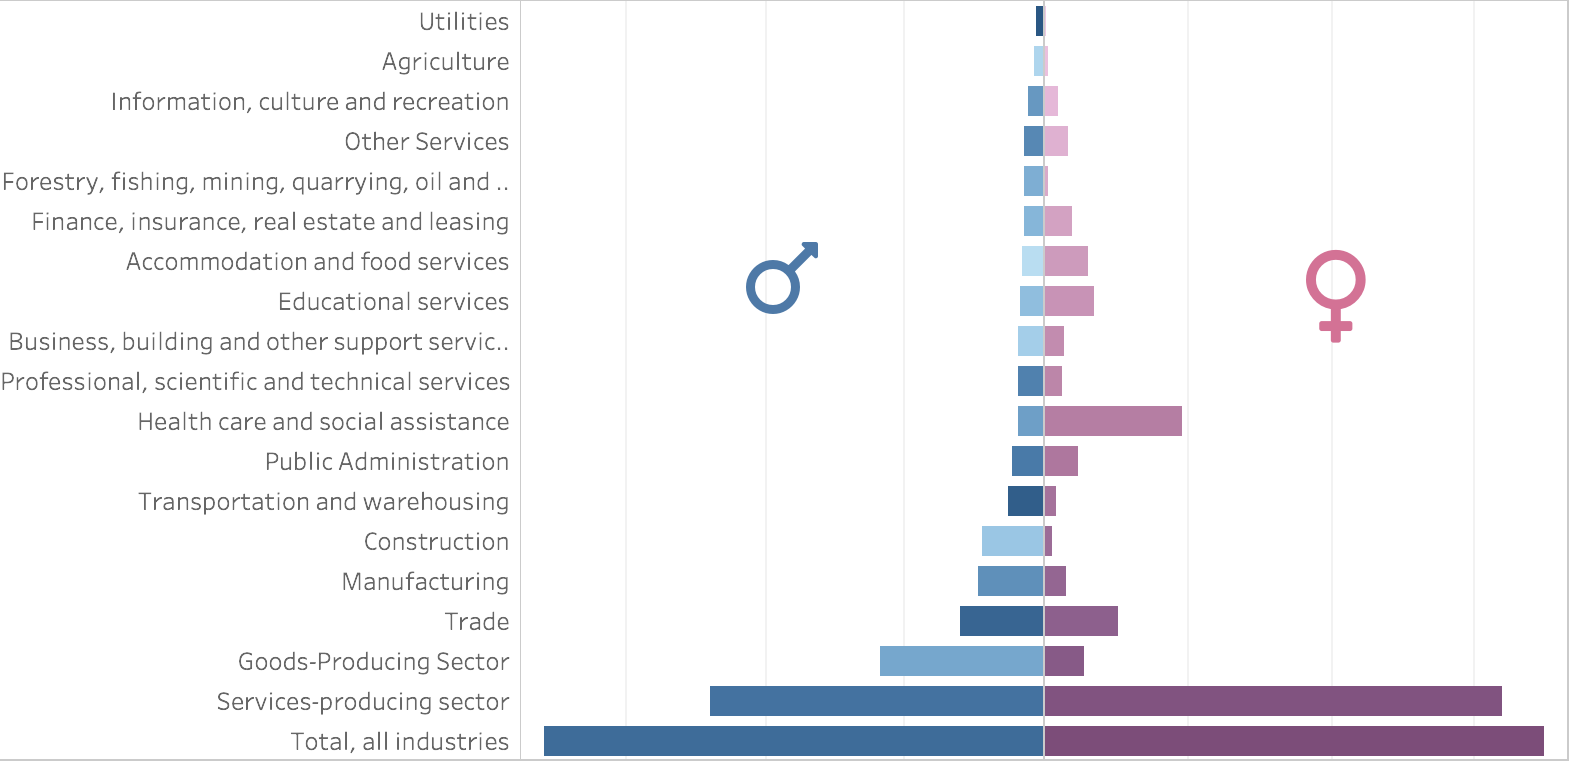 Utilities
Agriculture
Information, culture and recreation
Other Services
Forestry, fishing, mining, quarrying, oil and ..
Finance, insurance, real estate and leasing
Accommodation and food services
Educational services
Business, building and other support servic..
Professional, scientific and technical services
Health care and social assistance
Public Administration
Transportation and warehousing
Construction
Manufacturing
Trade
Goods-Producing Sector
Services-producing sector
Total, all industries